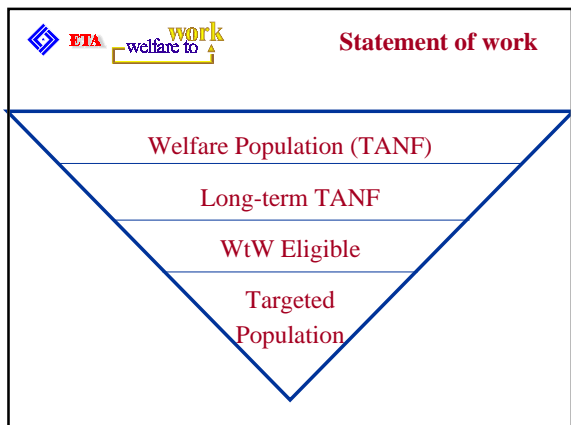 ETA
welfare to work
Statement of work
Welfare Population (TANF)
Long-term TANF
WtW Eligible
Targeted
Population